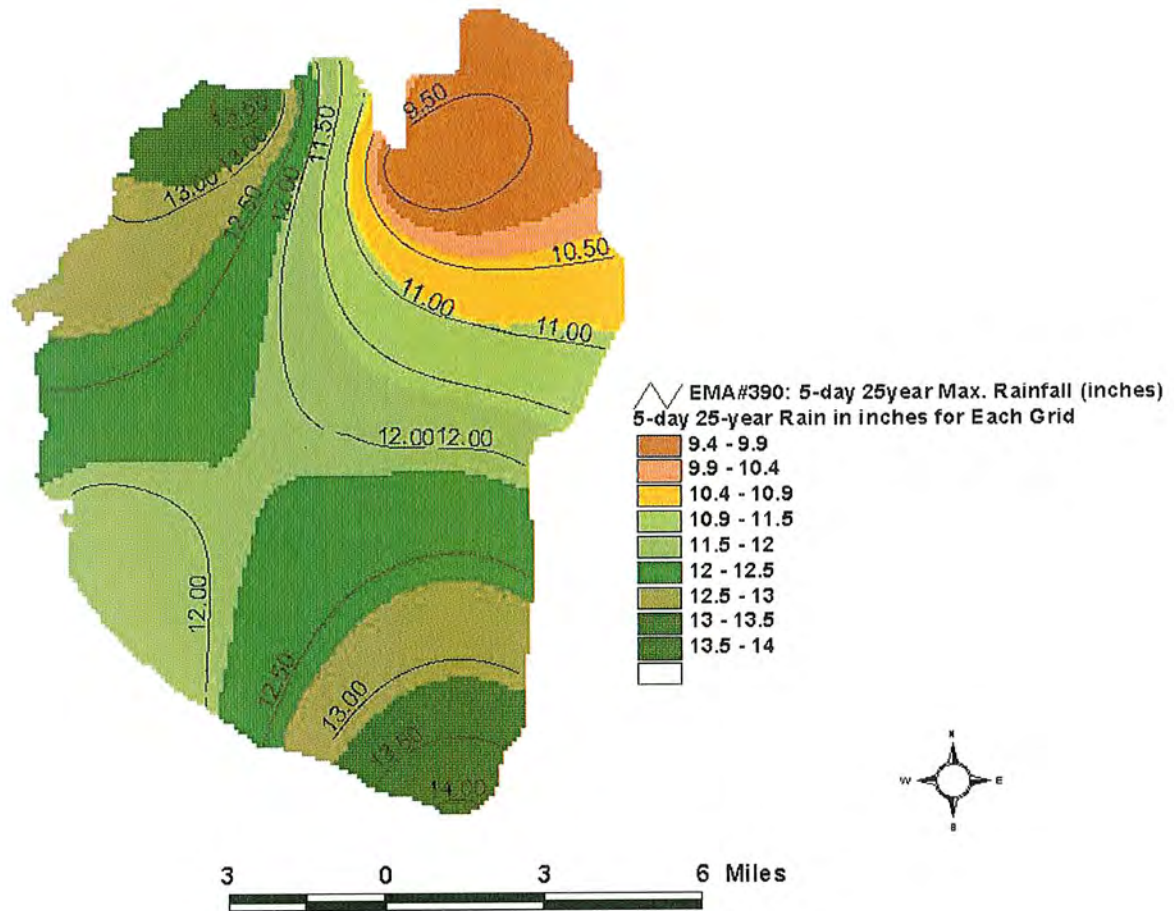 9.50
13.50
13.00 13.00
11.50
12.00
12.50
10.50
11.00
11.00
12.0012.00
12.00
12.50
13.00
13.50
14.00
EMA#390: 5-day 25year Max. Rainfall (inches)
5-day 25-year Rain in inches for Each Grid
9.4 - 9.9
9.9 - 10.4
10.4 - 10.9
10.9 - 11.5
11.5 - 12
12 - 12.5
12.5 - 13
13 - 13.5
13.5 - 14
N
W E
S
3 0 3 6 Miles